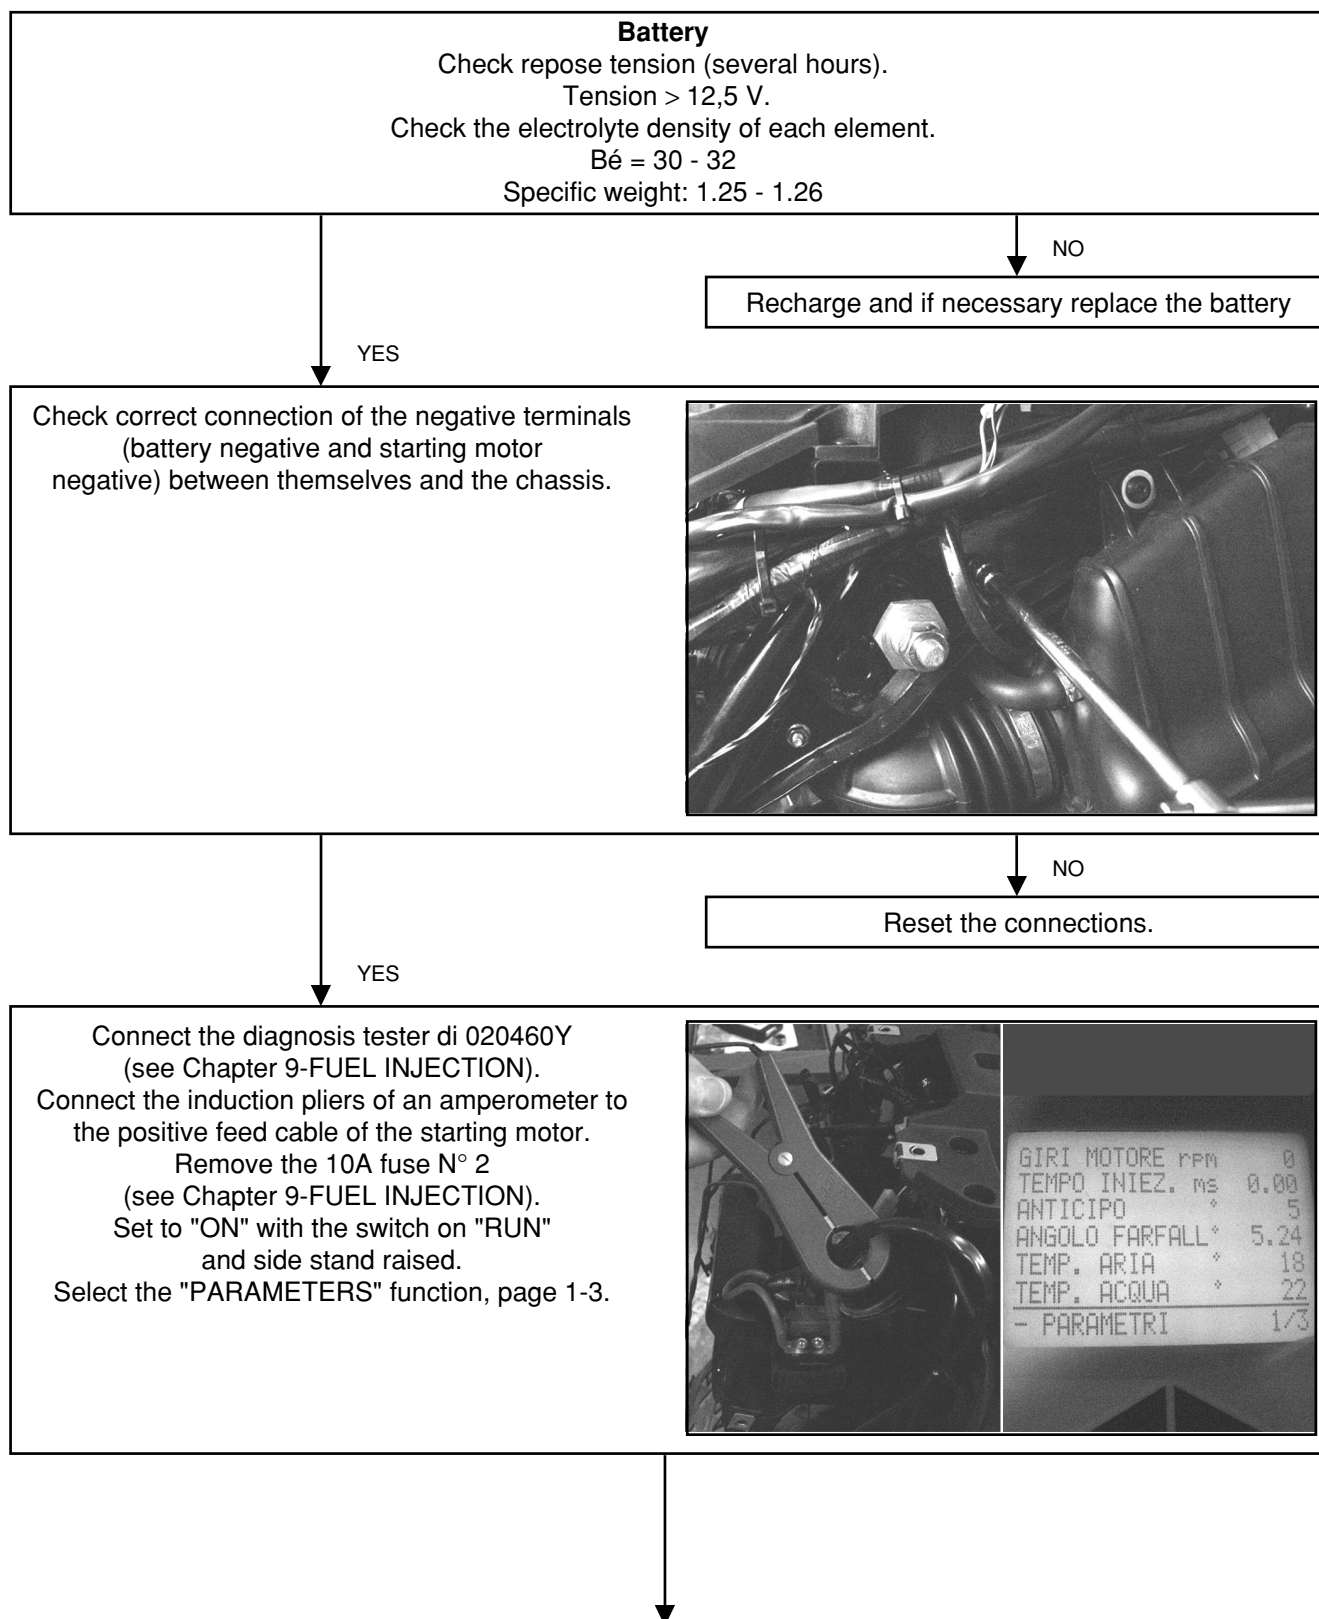 Battery
Check repose tension (several hours).
Tension > 12,5 V.
Check the electrolyte density of each element.
Bé = 30 - 32
Specific weight: 1.25 - 1.26
NO
Recharge and if necessary replace the battery
YES
Check correct connection of the negative terminals
(battery negative and starting motor
negative) between themselves and the chassis.
NO
Reset the connections.
YES
Connect the diagnosis tester di 020460Y
(see Chapter 9-FUEL INJECTION).
Connect the induction pliers of an amperometer to
the positive feed cable of the starting motor.
Remove the 10A fuse N° 2
(see Chapter 9-FUEL INJECTION).
Set to "ON" with the switch on "RUN"
and side stand raised.
Select the "PARAMETERS" function, page 1-3.
GIRI MOTORE rpm 0
TEMPO INIEZ. ms 0.00
ANTICIPO ° 5
ANGOLO FARFALL° 5.24
TEMP. ARIA ° 18
TEMP. ACQUA ° 22
- PARAMETRI 1/3